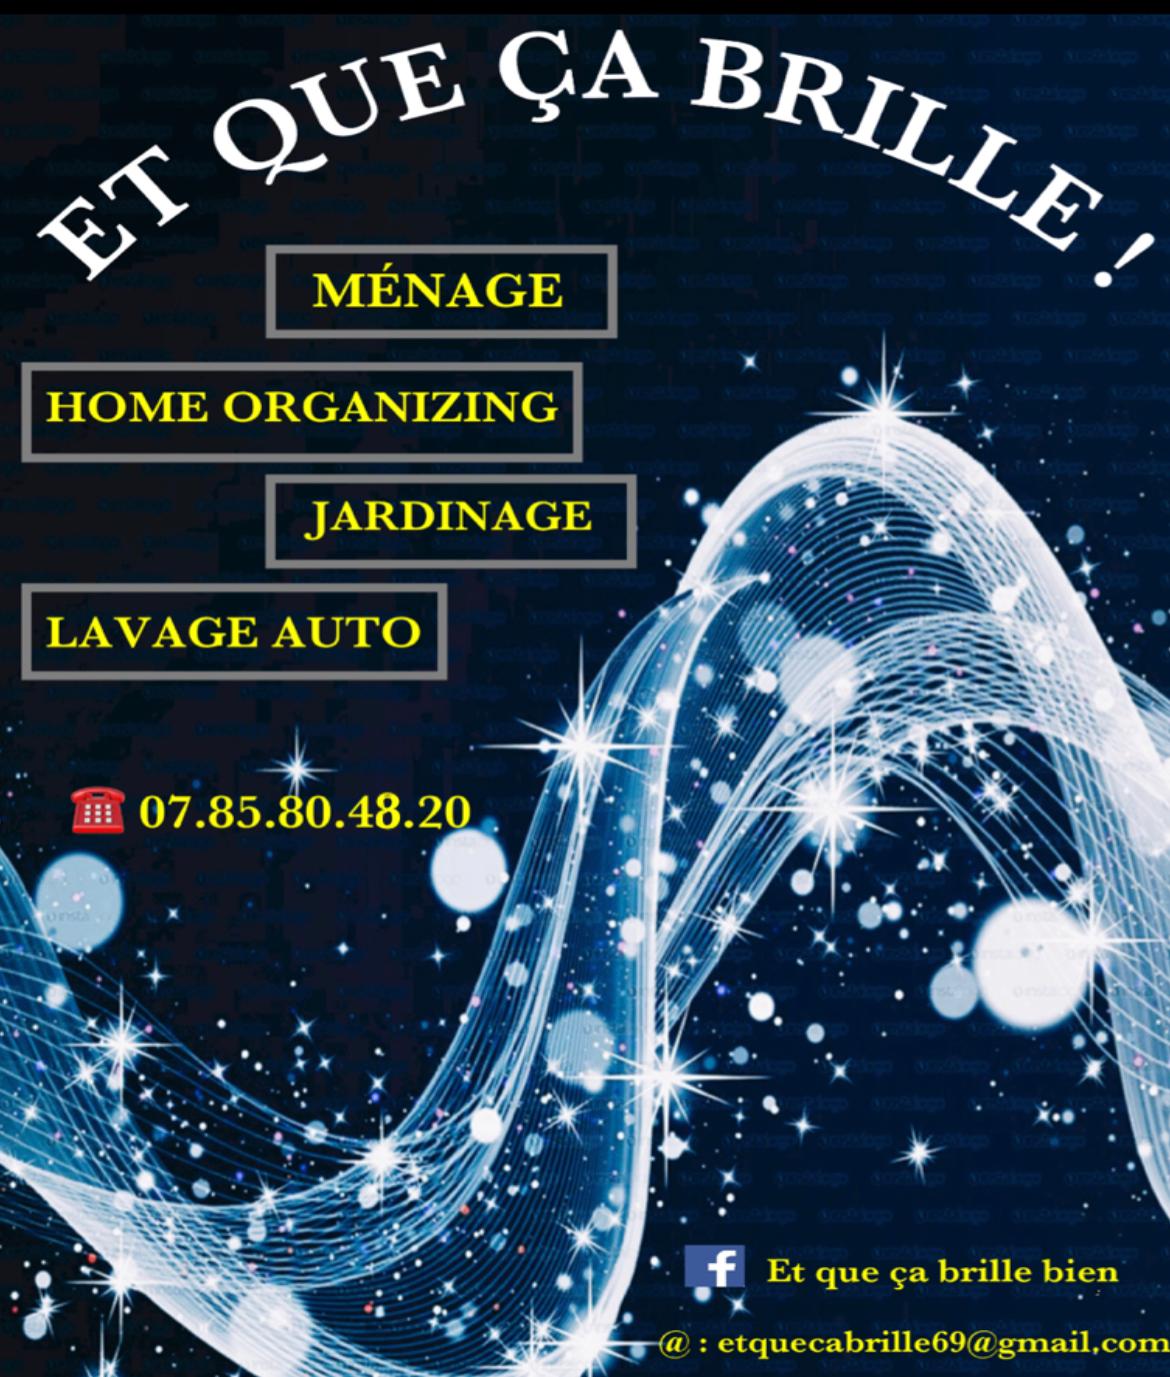 ET QUE ÇA BRILLE !
MÉNAGE
HOME ORGANIZING
JARDINAGE
LAVAGE AUTO
☎ 07.85.80.48.20
f Et que ça brille bien
@ : etquecabrille69@gmail.com